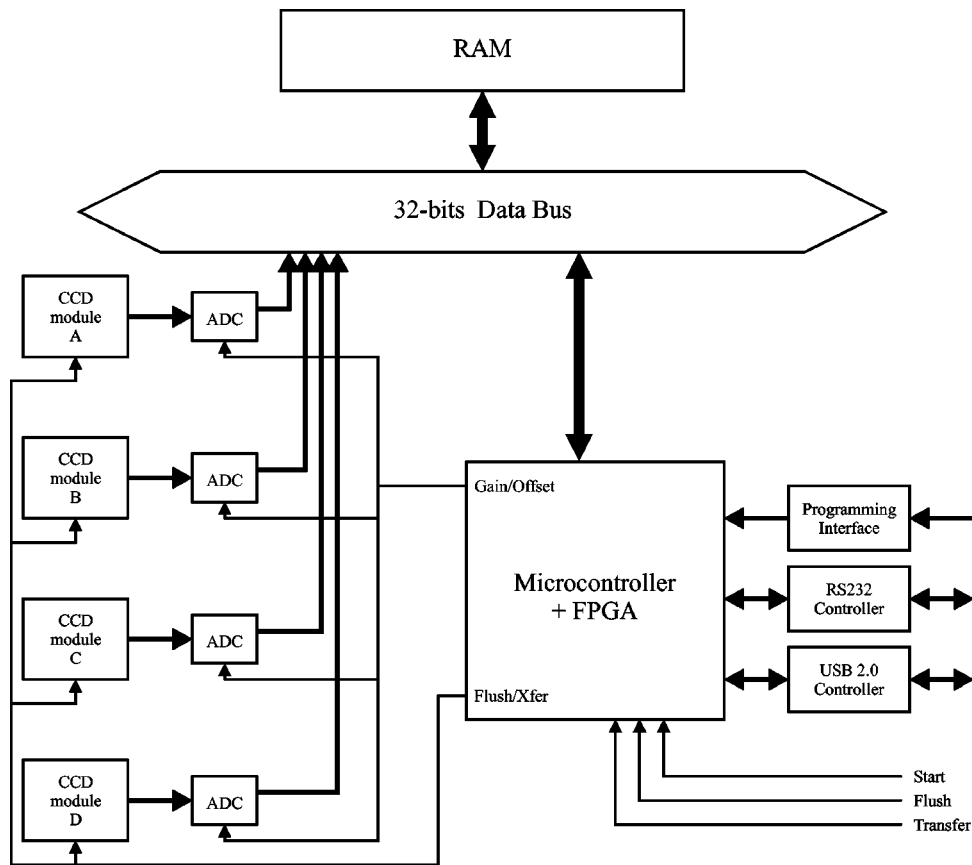 RAM
32-bits Data Bus
CCD
module
A
ADC
CCD
module
B
ADC
Gain/Offset
Programming
Interface
Microcontroller
+ FPGA
RS232
Controller
CCD
module
C
ADC
USB 2.0
Controller
Flush/Xfer
CCD
module
D
ADC
Start
Flush
Transfer